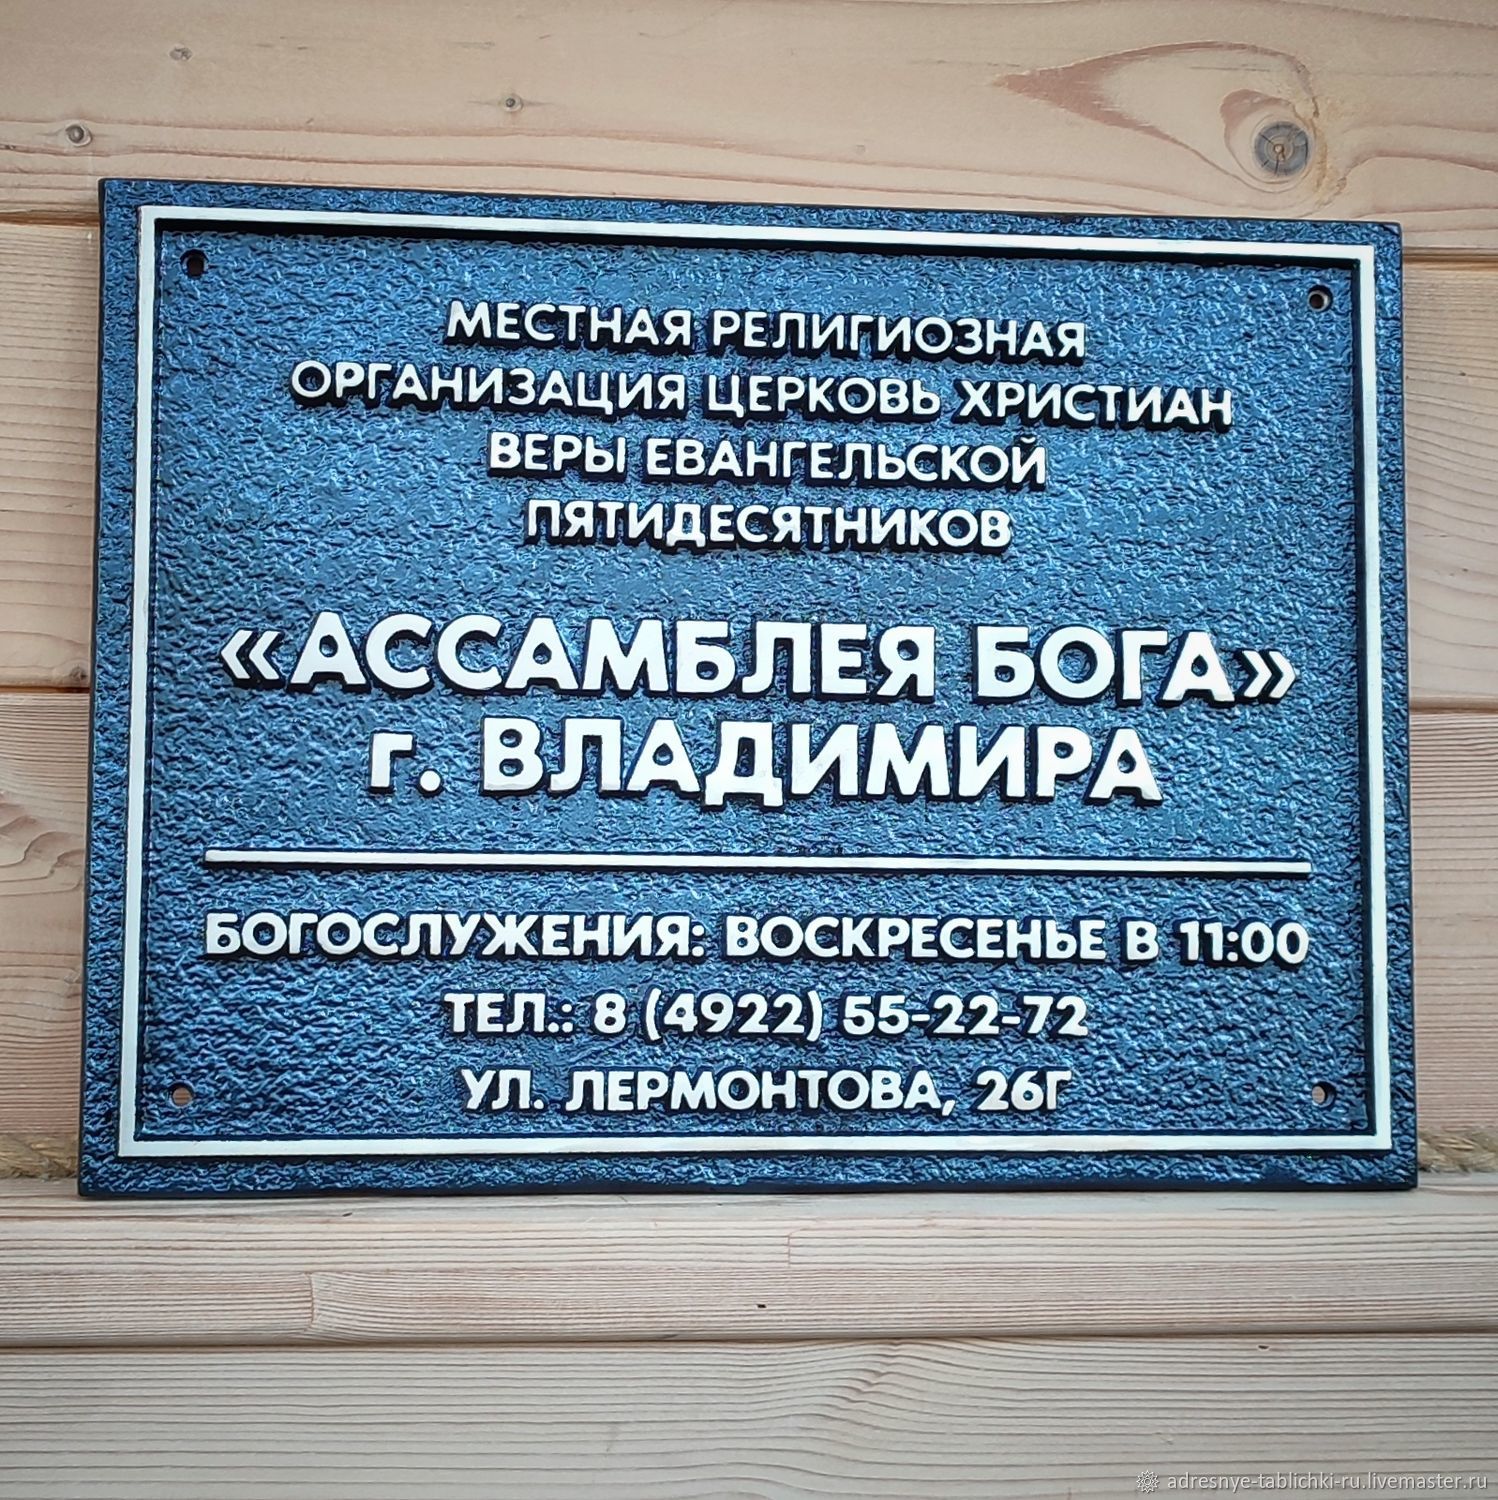 МЕСТНАЯ РЕЛИГИОЗНАЯ
ОРГАНИЗАЦИЯ ЦЕРКОВЬ ХРИСТИАН
ВЕРЫ ЕВАНГЕЛЬСКОЙ
ПЯТИДЕСЯТНИКОВ
«АССАМБЛЕЯ БОГА»
г. ВЛАДИМИРА
БОГОСЛУЖЕНИЯ: ВОСКРЕСЕНЬЕ В 11:00
ТЕЛ.: 8 (4922) 55-22-72
УЛ. ЛЕРМОНТОВА, 26Г
adresnye-tablichki-ru.livemaster.ru